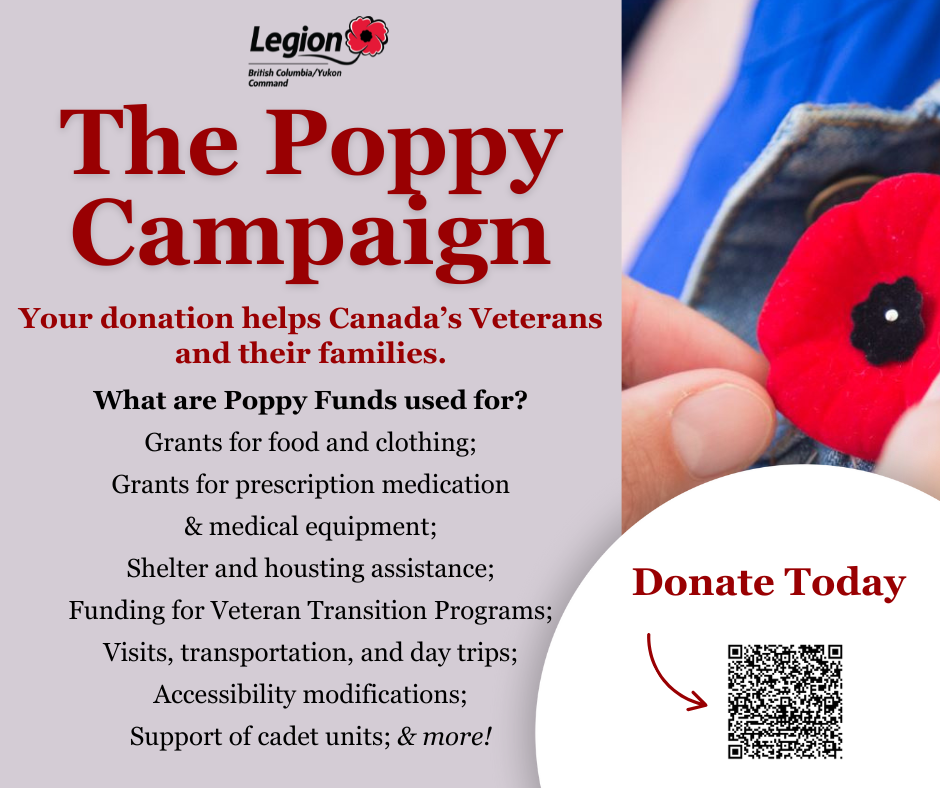 Legion
British Columbia/Yukon
Command
The Poppy
Campaign
Your donation helps Canada’s Veterans
and their families.
What are Poppy Funds used for?
Grants for food and clothing;
Grants for prescription medication
& medical equipment;
Shelter and housting assistance;
Funding for Veteran Transition Programs;
Visits, transportation, and day trips;
Accessibility modifications;
Support of cadet units; & more!
Donate Today